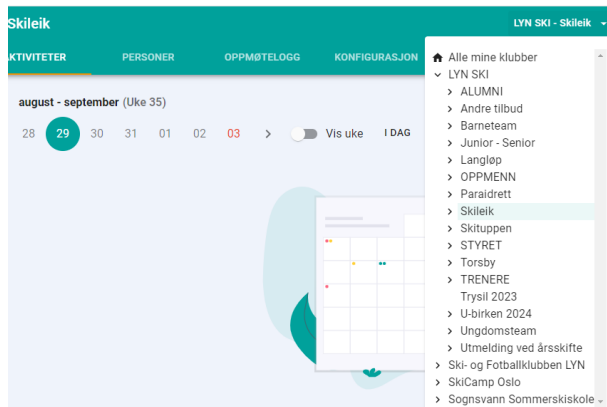 Skileik
LYN SKI - Skileik
AKTIVITETER PERSONER OPPMØTELOGG KONFIGURASJON
august - september (Uke 35)
28 29 30 31 01 02 03 Vis uke I DAG
Alle mine klubber
LYN SKI
ALUMNI
Andre tilbud
Barneteam
Junior - Senior
Langløp
OPPMENN
Paraidrett
Skileik
Skituppen
STYRET
Torsby
TRENERE
Trysil 2023
U-birken 2024
Ungdomsteam
Utmelding ved årsskifte
Ski- og Fotballklubben LYN
SkiCamp Oslo
Sognsvann Sommerskiskole